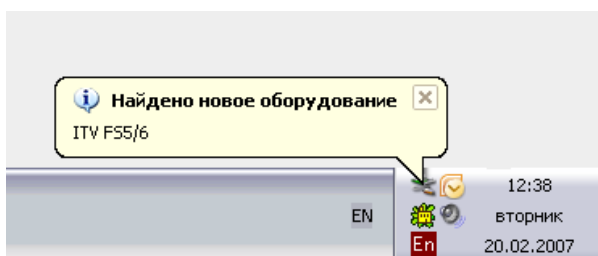 Найдено новое оборудование
ITV FS5/6
12:38
EN
вторник
En
20.02.2007